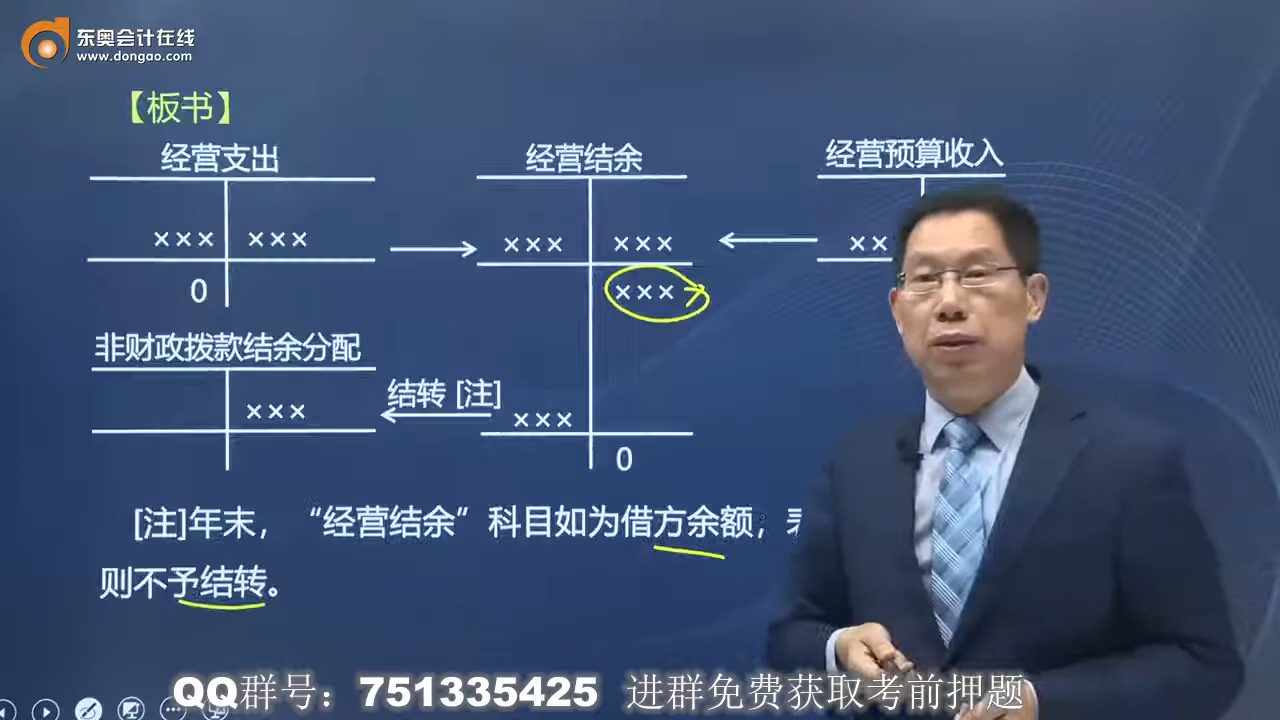 东奥会计在线
www.dongao.com
【板书】
经营支出
经营结余
经营预算收入
××× ×××
××× ×××
××
0
×××
非财政拨款结余分配
×××
结转 [注]
×××
0
[注]年末，“经营结余”科目如为借方余额，
则不予结转。
QQ群号：751335425 进群免费获取考前押题